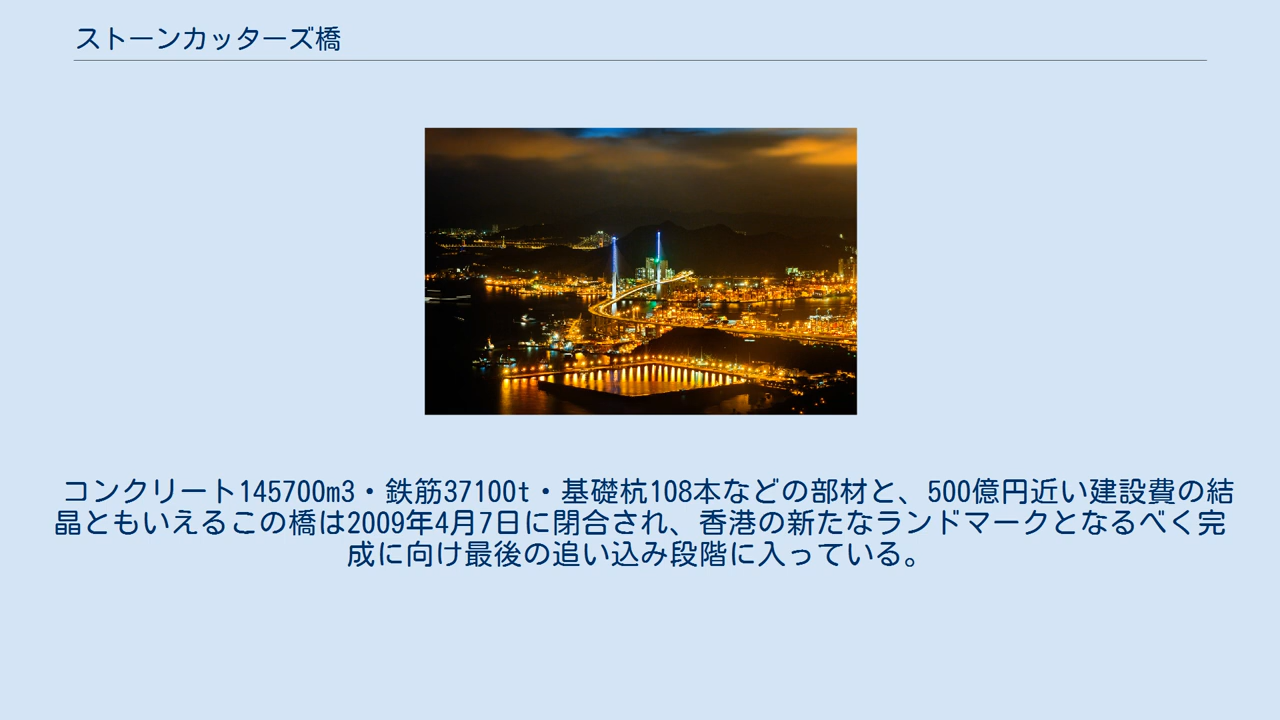 ストーンカッターズ橋
コンクリート145700m3・鉄筋37100t・基礎杭108本などの部材と、500億円近い建設費の結
晶ともいえるこの橋は2009年4月7日に閉合され、香港の新たなランドマークとなるべく完
成に向け最後の追い込み段階に入っている。